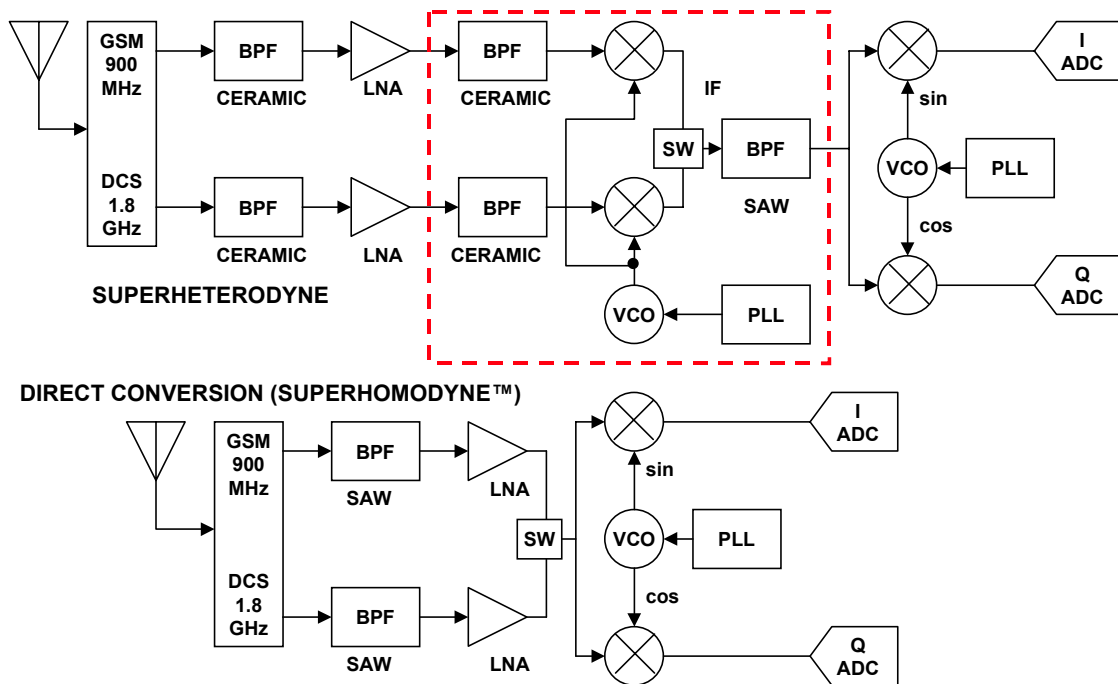 GSM
900
MHz
DCS
1.8
GHz
BPF
CERAMIC
LNA
BPF
CERAMIC
BPF
CERAMIC
LNA
BPF
CERAMIC
IF
SW
BPF
SAW
VCO
PLL
sin
VCO
PLL
cos
I
ADC
Q
ADC
SUPERHETERODYNE
DIRECT CONVERSION (SUPERHOMODYNE™)
GSM
900
MHz
DCS
1.8
GHz
BPF
SAW
LNA
BPF
SAW
LNA
SW
sin
VCO
PLL
cos
I
ADC
Q
ADC